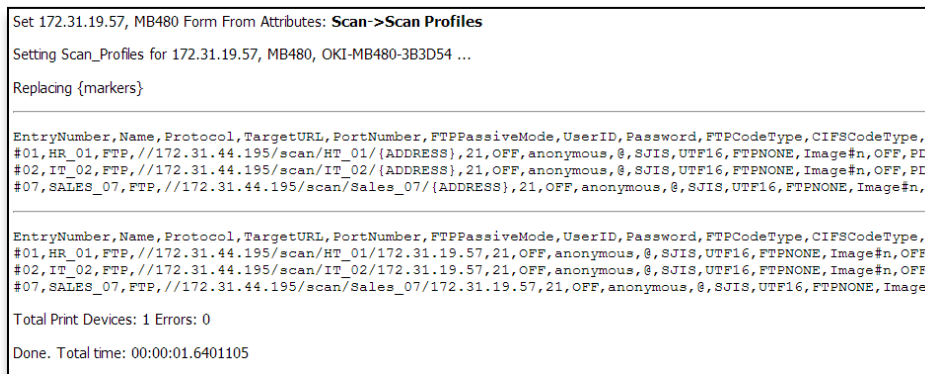 Set 172.31.19.57, MB480 Form From Attributes: Scan->Scan Profiles
Setting Scan_Profiles for 172.31.19.57, MB480, OKI-MB480-3B3D54 ...
Replacing {markers}
EntryNumber,Name,Protocol,TargetURL,PortNumber,FTPPassiveMode,UserID,Password,FTPCodeType,CIFSCodeType,
#01,HR_01,FTP,//172.31.44.195/scan/HT_01/{ADDRESS},21,OFF,anonymous,@,SJIS,UTF16,FTPNONE,Image#n,OFF,PD
#02,IT_02,FTP,//172.31.44.195/scan/IT_02/{ADDRESS},21,OFF,anonymous,@,SJIS,UTF16,FTPNONE,Image#n,OFF,PD
#07,SALES_07,FTP,//172.31.44.195/scan/Sales_07/{ADDRESS},21,OFF,anonymous,@,SJIS,UTF16,FTPNONE,Image#n,
EntryNumber,Name,Protocol,TargetURL,PortNumber,FTPPassiveMode,UserID,Password,FTPCodeType,CIFSCodeType,
#01,HR_01,FTP,//172.31.44.195/scan/HT_01/172.31.19.57,21,OFF,anonymous,@,SJIS,UTF16,FTPNONE,Image#n,OFF
#02,IT_02,FTP,//172.31.44.195/scan/IT_02/172.31.19.57,21,OFF,anonymous,@,SJIS,UTF16,FTPNONE,Image#n,OFF
#07,SALES_07,FTP,//172.31.44.195/scan/Sales_07/172.31.19.57,21,OFF,anonymous,@,SJIS,UTF16,FTPNONE,Image
Total Print Devices: 1 Errors: 0
Done. Total time: 00:00:01.6401105